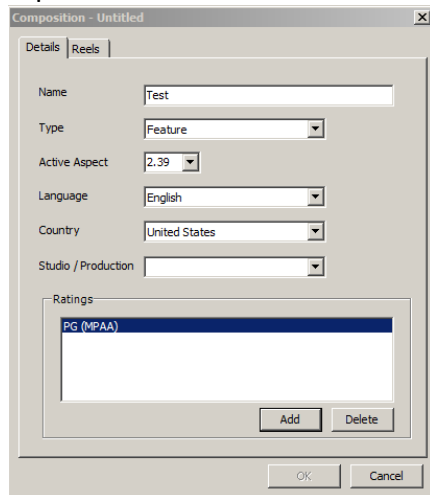 Composition - Untitled
Details Reels
Name Test
Type Feature
Active Aspect 2.39
Language English
Country United States
Studio / Production
Ratings
PG (MPAA)
Add Delete
OK Cancel